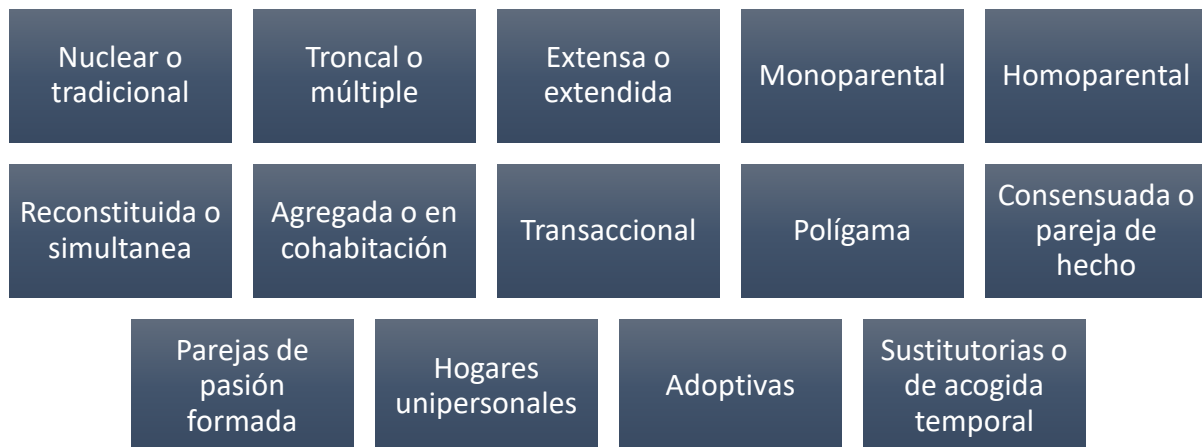 Nuclear o
tradicional
Troncal o
múltiple
Extensa o
extendida
Monoparental
Homoparental
Reconstituida o
simultanea
Agregada o en
cohabitación
Transaccional
Polígama
Consensuada o
pareja de
hecho
Parejas de
pasión
formada
Hogares
unipersonales
Adoptivas
Sustitutorias o
de acogida
temporal